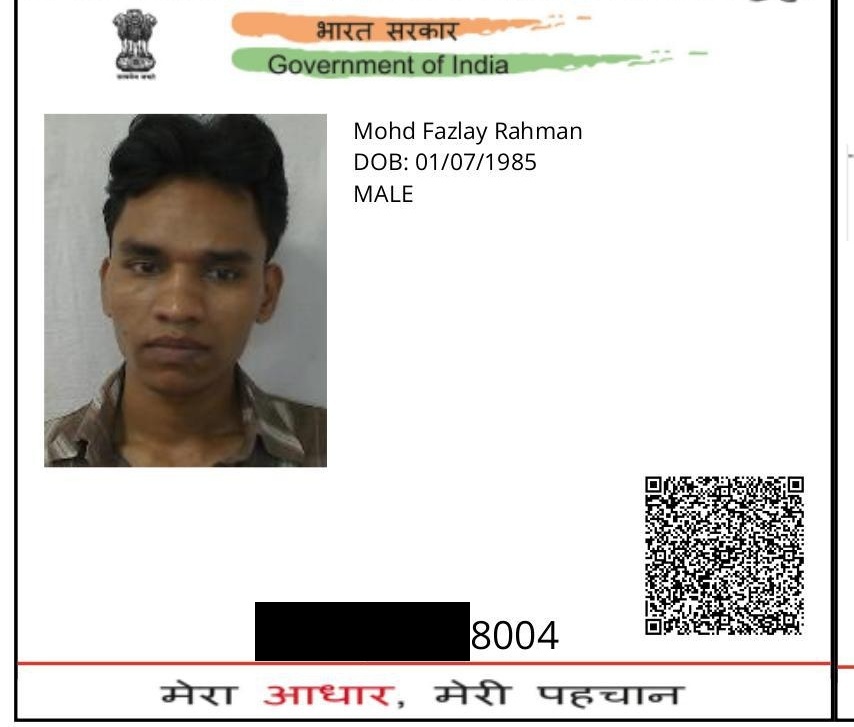 भारत सरकार
Government of India
Mohd Fazlay Rahman
DOB: 01/07/1985
MALE
8004
मेरा आधार, मेरी पहचान